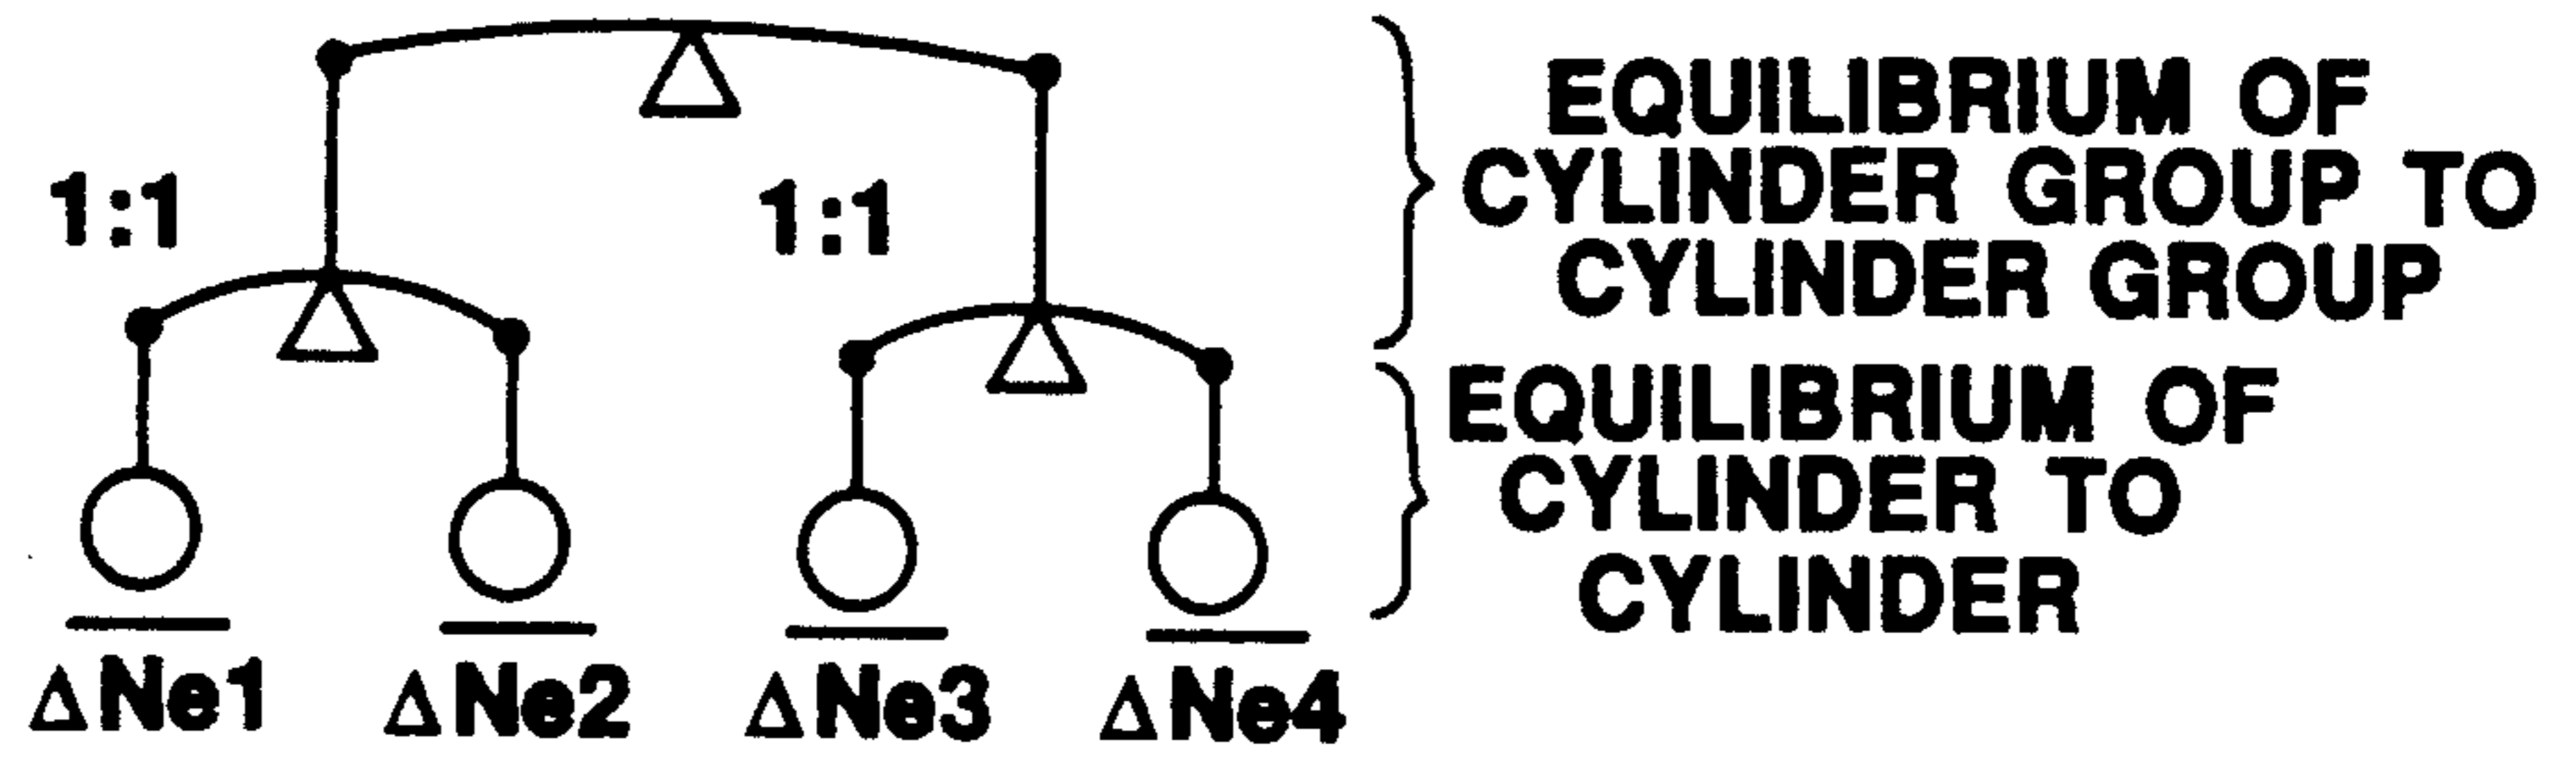 EQUILIBRIUM OF
CYLINDER GROUP TO
CYLINDER GROUP
1:1 1:1
EQUILIBRIUM OF
CYLINDER TO
CYLINDER
ΔNe1 ΔNe2 ΔNe3 ΔNe4